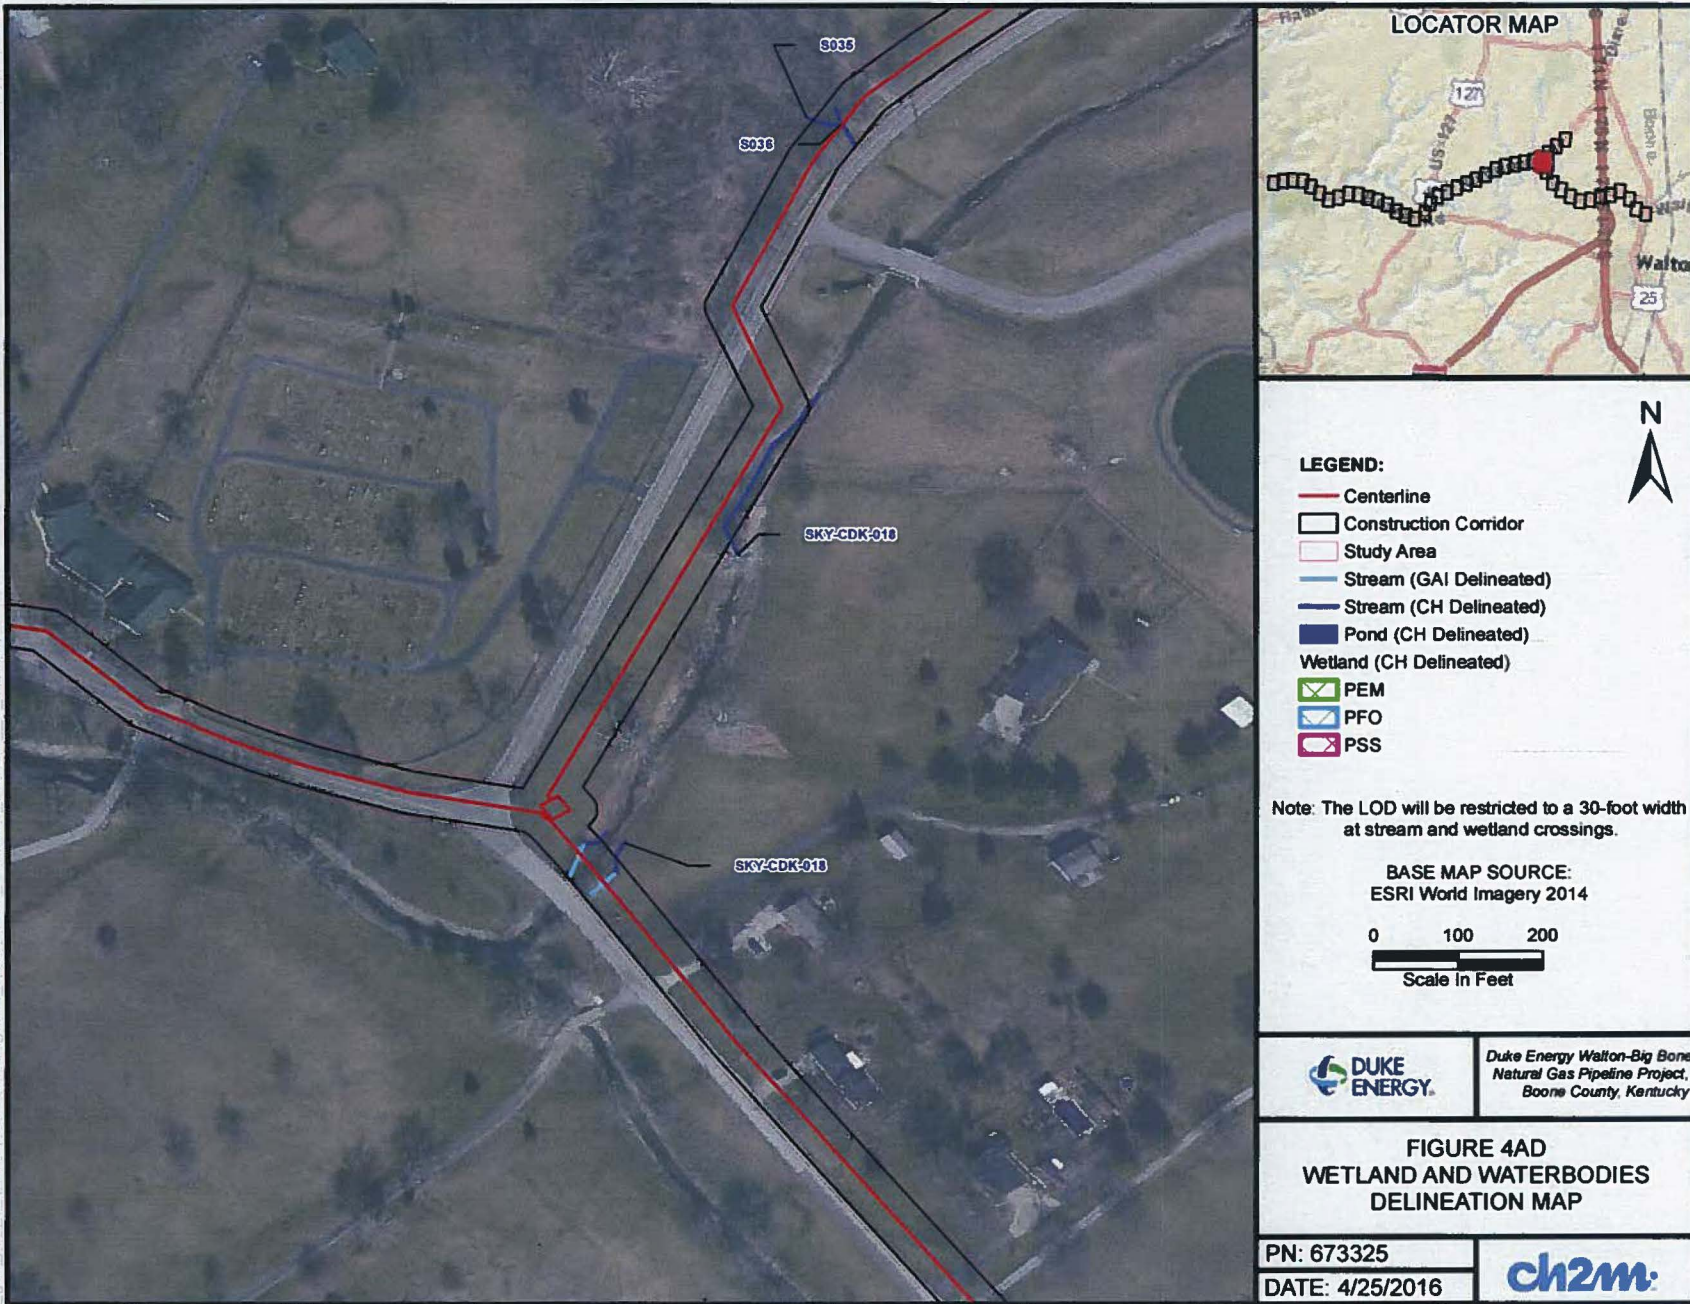 S035
S036
SKY-CDK-018
SKY-CDK-018
LOCATOR MAP
127
US 127
25
LEGEND:
Centerline
Construction Corridor
Study Area
Stream (GAI Delineated)
Stream (CH Delineated)
Pond (CH Delineated)
Wetland (CH Delineated)
PEM
PFO
PSS
N
Note: The LOD will be restricted to a 30-foot width
at stream and wetland crossings.
BASE MAP SOURCE:
ESRI World Imagery 2014
0 100 200
Scale In Feet
DUKE
ENERGY.
Duke Energy Walton-Big Bone
Natural Gas Pipeline Project,
Boone County, Kentucky
FIGURE 4AD
WETLAND AND WATERBODIES
DELINEATION MAP
PN: 673325
DATE: 4/25/2016
ch2m: